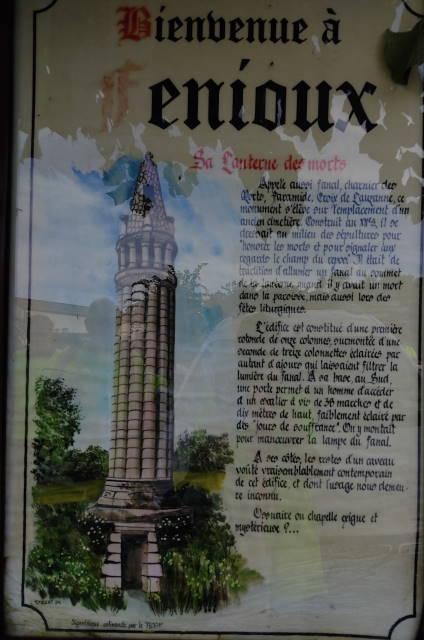 Bienvenue à
Fenioux
Sa Lanterne des morts
Appelé aussi fanal, charnier des
Morts, Pyramide, Croix de Lauzanne, ce
monument s'élève sur l'emplacement d'un
ancien cimetière. Construit au XIIe, il se
dressait au milieu des sépultures pour
"honorer les morts et pour signaler aux
regards le champ du repos". Il était de
tradition d'allumer un fanal au sommet
de la lanterne quand il y avait un mort
dans la paroisse, mais aussi lors des
fêtes liturgiques.
L'édifice est constitué d'une première
rotonde de onze colonnes, surmontée d'une
seconde de treize colonnettes éclairées par
autant d'ajours qui laissaient filtrer la
lumière du fanal. A sa base, au Sud,
une porte permet à un homme d'accéder
à un escalier à vis de 38 marches et de
dix mètres de haut, faiblement éclairé par
des "jours de souffrance". On y montait
pour manœuvrer la lampe du fanal.
A ses côtés, les restes d'un caveau
voûté vraisemblablement contemporain
de cet édifice, et dont l'usage nous demeu-
re inconnu.
Ossuaire ou chapelle exigue et
mystérieuse ?...